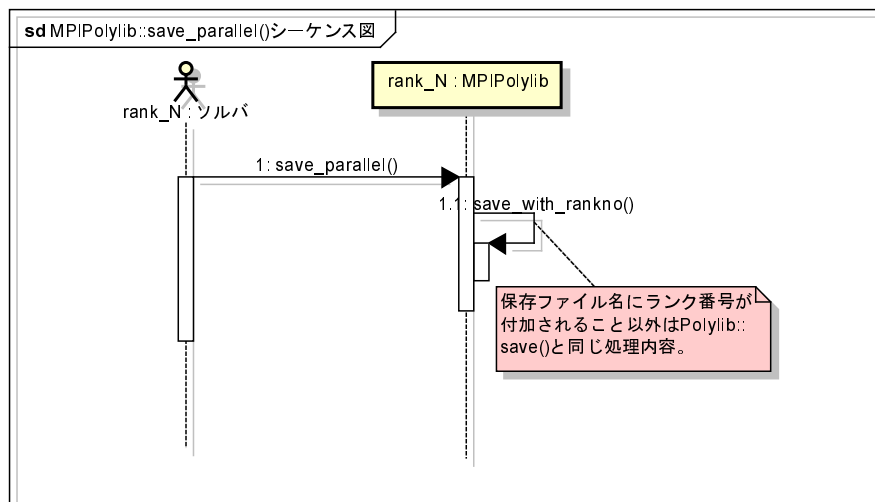 sd MPIPolylib::save_parallel()シーケンス図
rank_N : ソルバ
rank_N : MPIPolylib
1: save_parallel()
1.1: save_with_rankno()
保存ファイル名にランク番号が
付加されること以外はPolylib::
save()と同じ処理内容。